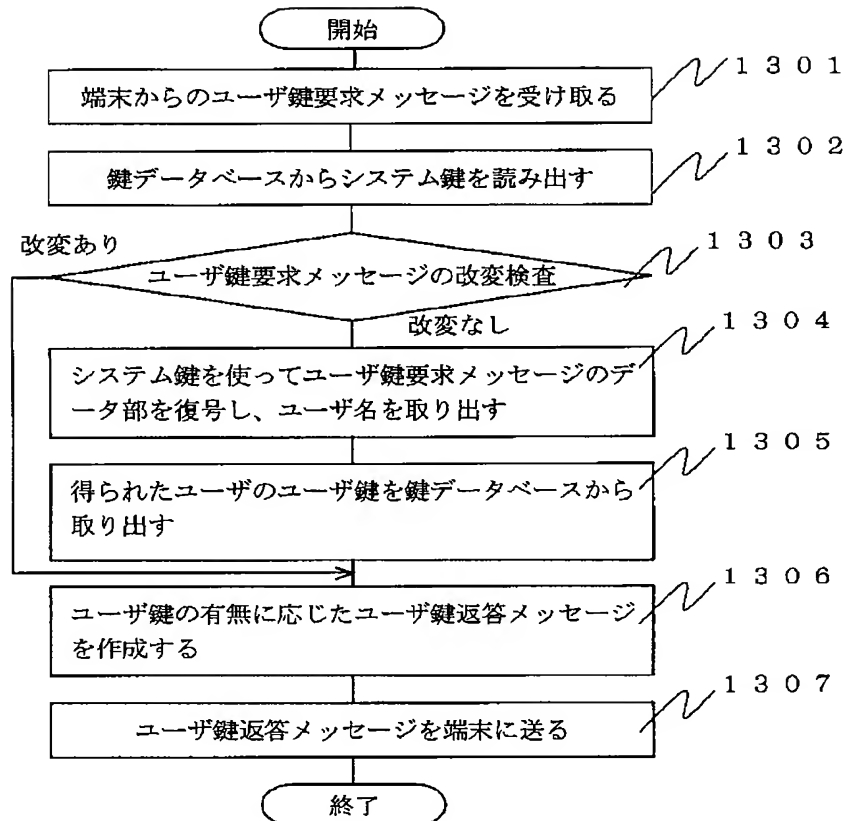 開始
端末からのユーザ鍵要求メッセージを受け取る
1301
鍵データベースからシステム鍵を読み出す
1302
改変あり
ユーザ鍵要求メッセージの改変検査
1303
改変なし
システム鍵を使ってユーザ鍵要求メッセージのデ
ータ部を復号し、ユーザ名を取り出す
1304
得られたユーザのユーザ鍵を鍵データベースから
取り出す
1305
ユーザ鍵の有無に応じたユーザ鍵返答メッセージ
を作成する
1306
ユーザ鍵返答メッセージを端末に送る
1307
終了